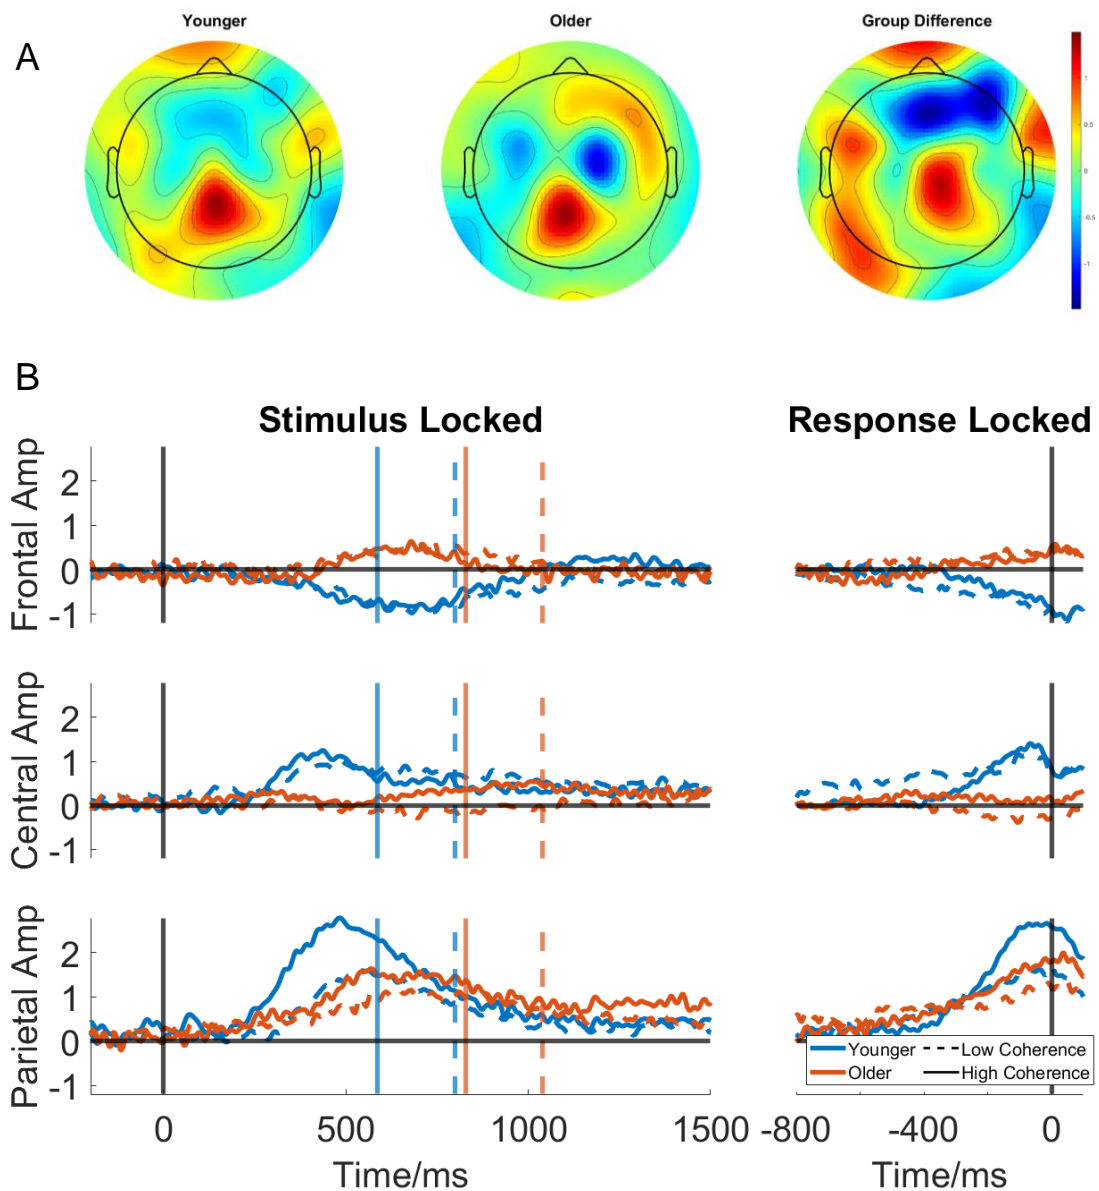 A
Younger
Older
Group Difference
1
0.5
0
-0.5
-1
B
Stimulus Locked
Response Locked
Frontal Amp
2
1
0
-1
Central Amp
2
1
0
-1
Parietal Amp
2
1
0
-1
Younger
Low Coherence
Older
High Coherence
0
500
1000
1500
-800
-400
0
Time/ms
Time/ms